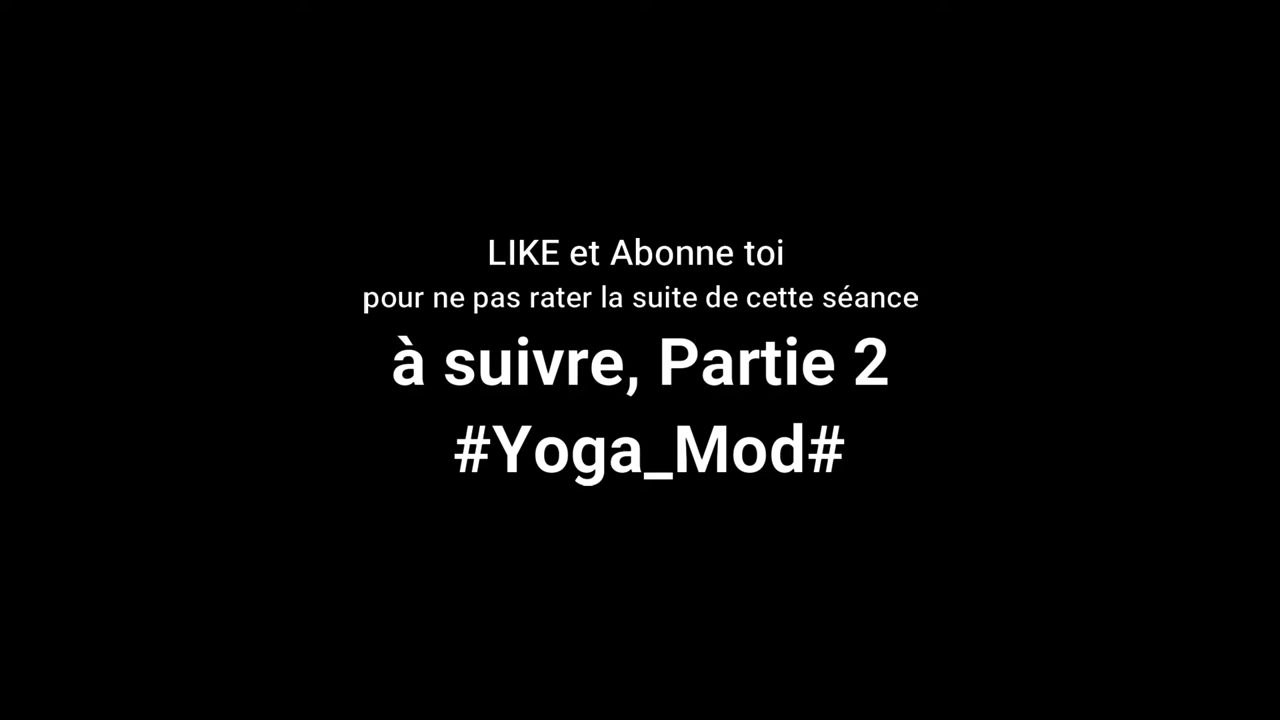 LIKE et Abonne toi
pour ne pas rater la suite de cette séance
à suivre, Partie 2
#Yoga_Mod#